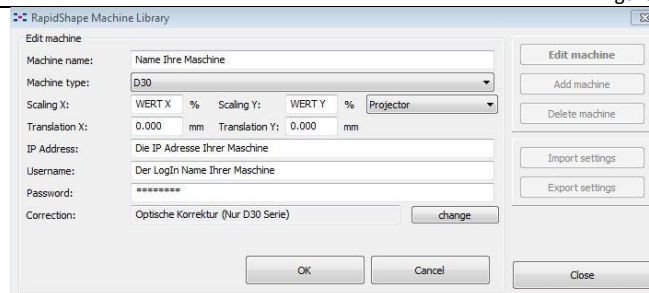 RapidShape Machine Library
Edit machine
Machine name: Name Ihre Maschine
Machine type: D30
Scaling X: WERT X % Scaling Y: WERT Y % Projector
Translation X: 0.000 mm Translation Y: 0.000 mm
IP Address: Die IP Adresse Ihrer Maschine
Username: Der LogIn Name Ihrer Maschine
Password: ********
Correction: Optische Korrektur (Nur D30 Serie) change
OK Cancel
Edit machine
Add machine
Delete machine
Import settings
Export settings
Close